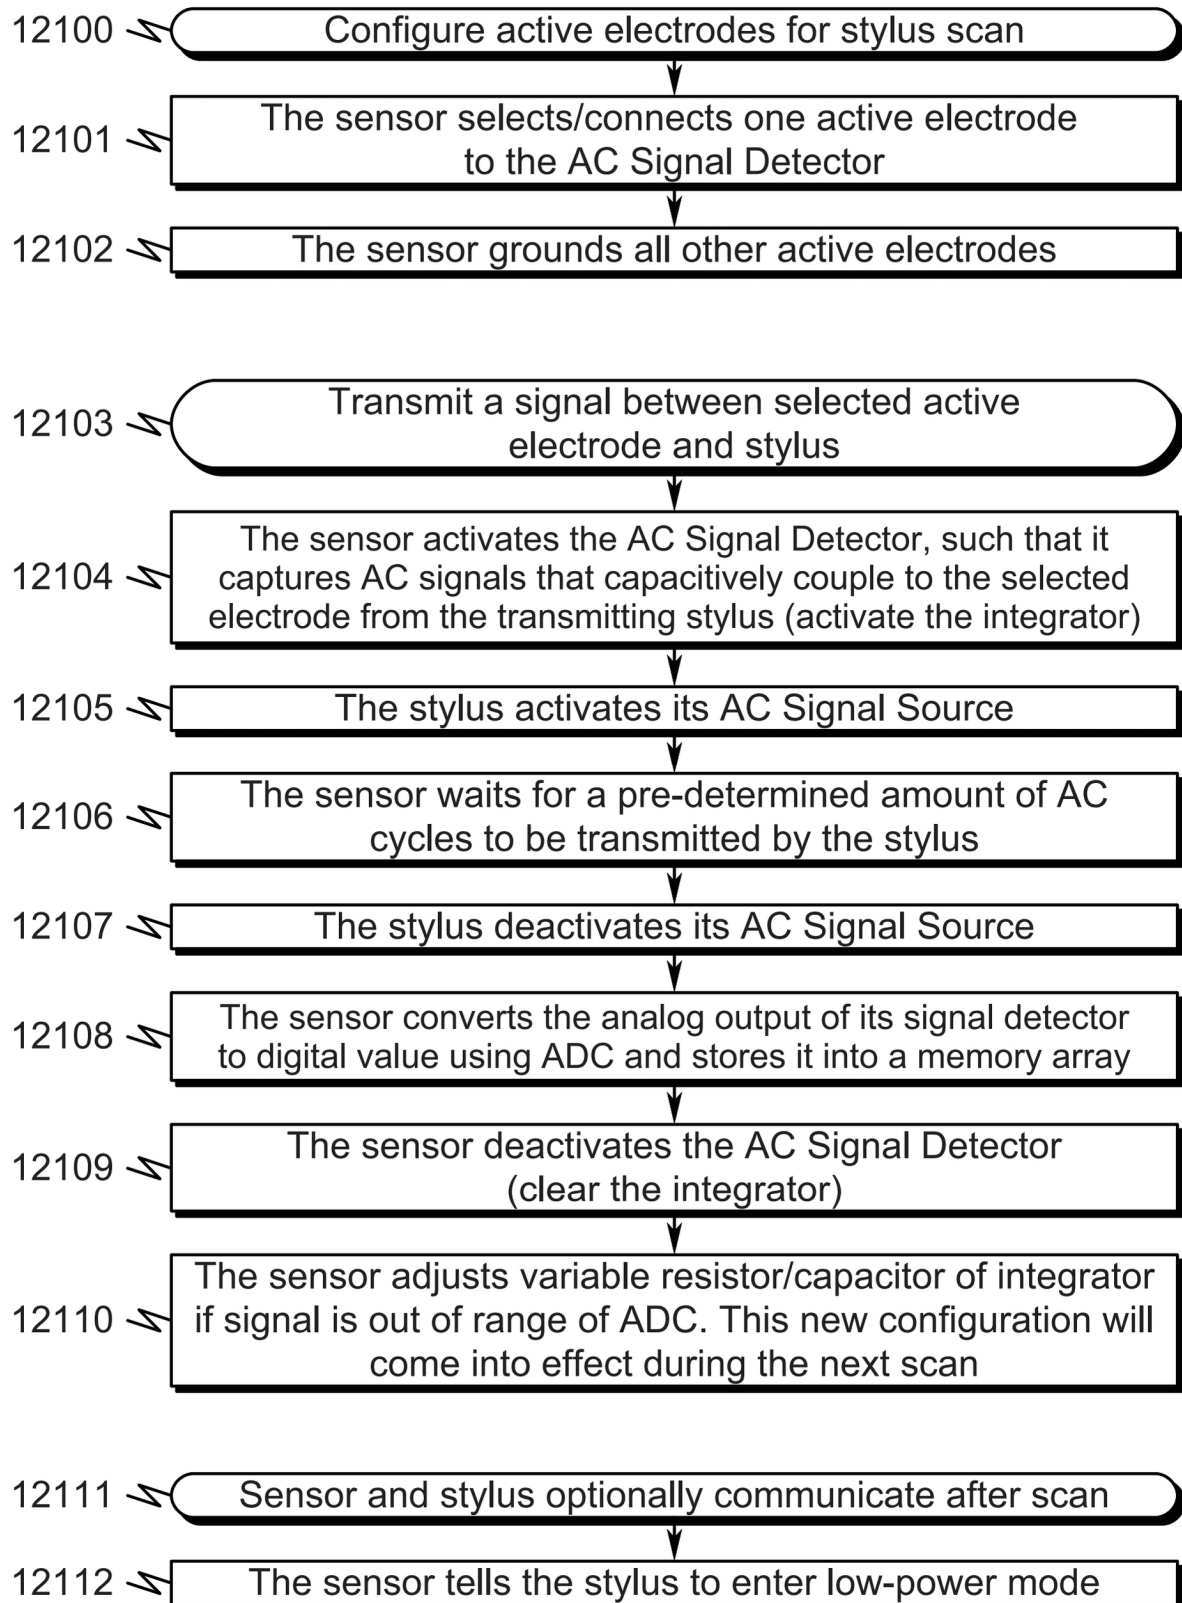 12100 Configure active electrodes for stylus scan
12101 The sensor selects/connects one active electrode
to the AC Signal Detector
12102 The sensor grounds all other active electrodes
12103 Transmit a signal between selected active
electrode and stylus
12104 The sensor activates the AC Signal Detector, such that it
captures AC signals that capacitively couple to the selected
electrode from the transmitting stylus (activate the integrator)
12105 The stylus activates its AC Signal Source
12106 The sensor waits for a pre-determined amount of AC
cycles to be transmitted by the stylus
12107 The stylus deactivates its AC Signal Source
12108 The sensor converts the analog output of its signal detector
to digital value using ADC and stores it into a memory array
12109 The sensor deactivates the AC Signal Detector
(clear the integrator)
12110 The sensor adjusts variable resistor/capacitor of integrator
if signal is out of range of ADC. This new configuration will
come into effect during the next scan
12111 Sensor and stylus optionally communicate after scan
12112 The sensor tells the stylus to enter low-power mode